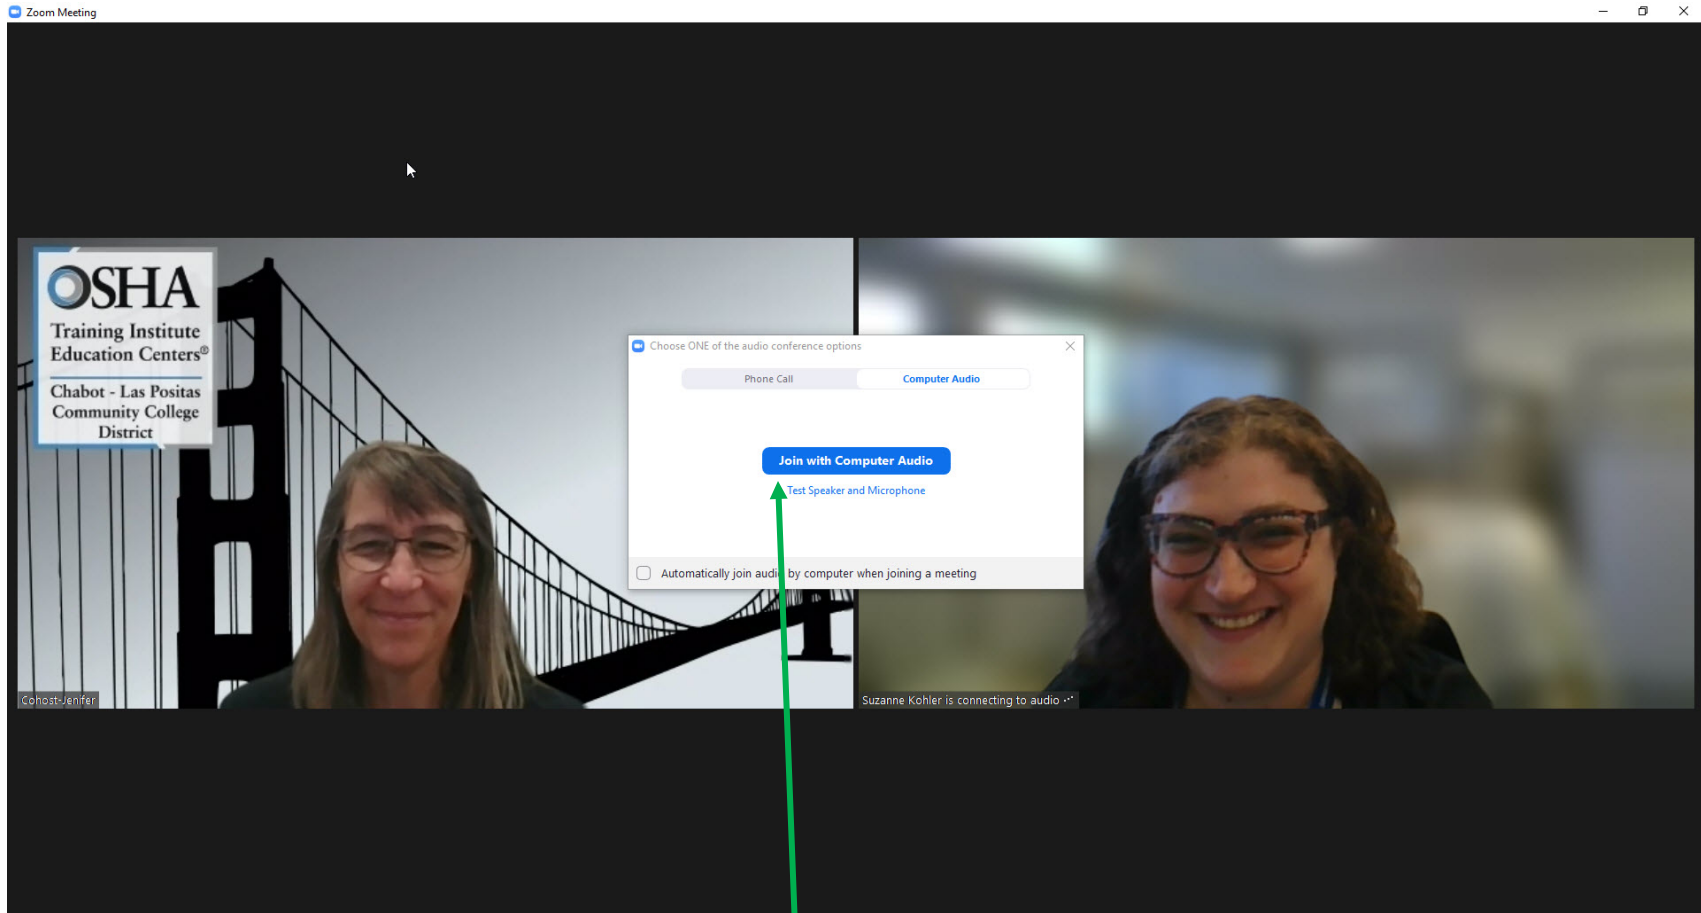 Zoom Meeting
OSHA
Training Institute
Education Centers®
Chabot - Las Positas
Community College
District
Choose ONE of the audio conference options
Phone Call
Computer Audio
Join with Computer Audio
Test Speaker and Microphone
Automatically join audio by computer when joining a meeting
Cohost-Jenifer
Suzanne Kohler is connecting to audio